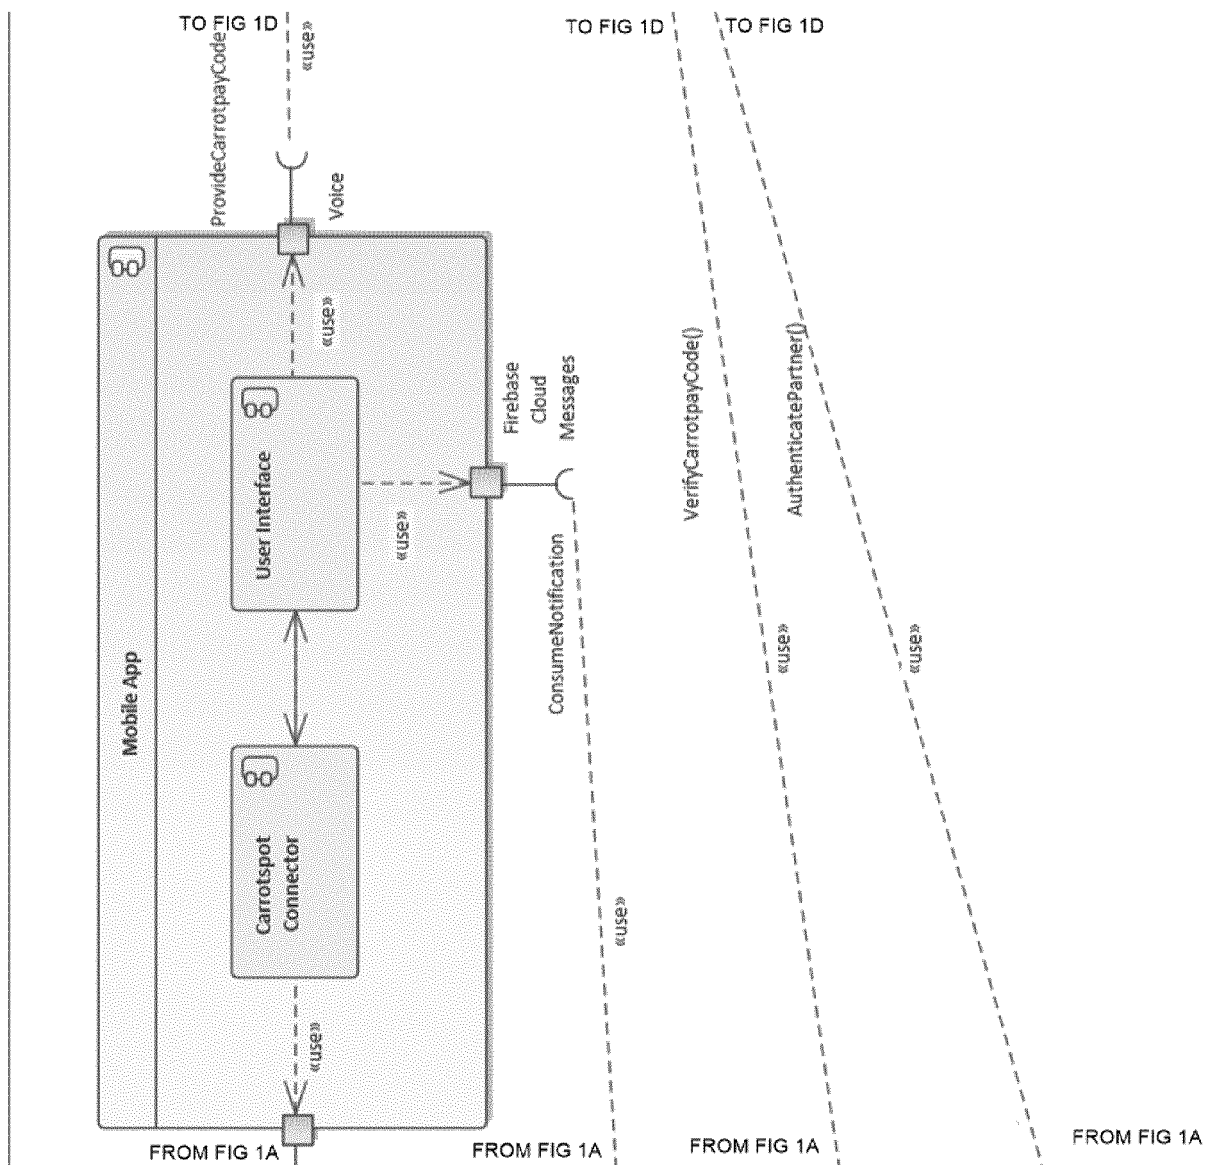 TO FIG 1D
TO FIG 1D
TO FIG 1D
ProvideCarrotpayCode
«use»
Voice
«use»
Firebase
Cloud
Messages
VerifyCarrotpayCode()
AuthenticatePartner()
User Interface
«use»
ConsumeNotification
Mobile App
«use»
«use»
Carrotspot
Connector
«use»
«use»
FROM FIG 1A
FROM FIG 1A
FROM FIG 1A
FROM FIG 1A